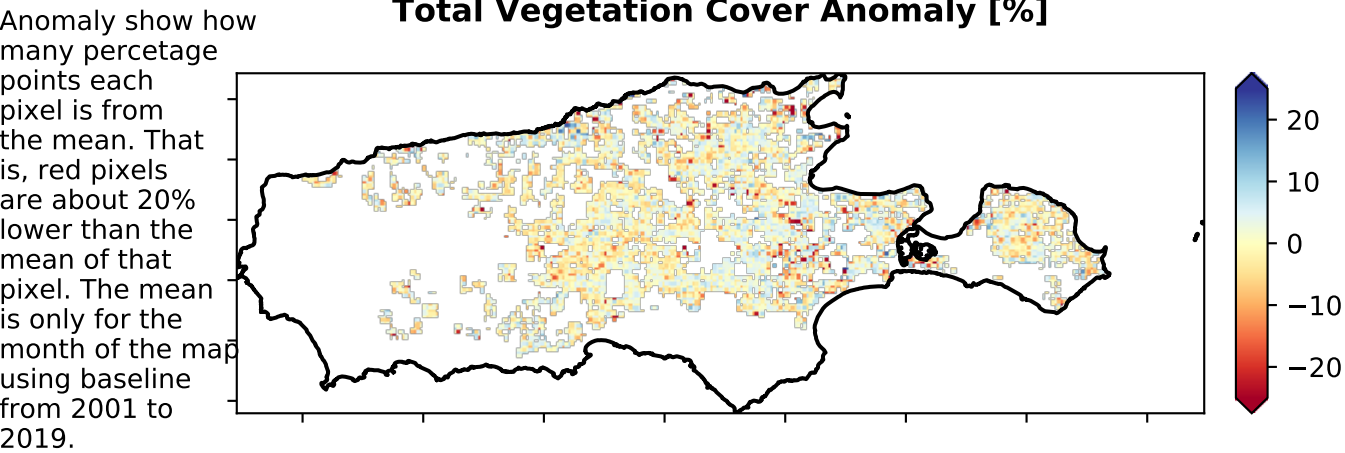 Total Vegetation Cover Anomaly [%]
Anomaly show how
many percetage
points each
pixel is from
the mean. That
is, red pixels
are about 20%
lower than the
mean of that
pixel. The mean
is only for the
month of the map
using baseline
from 2001 to
2019.
20
10
0
−10
−20